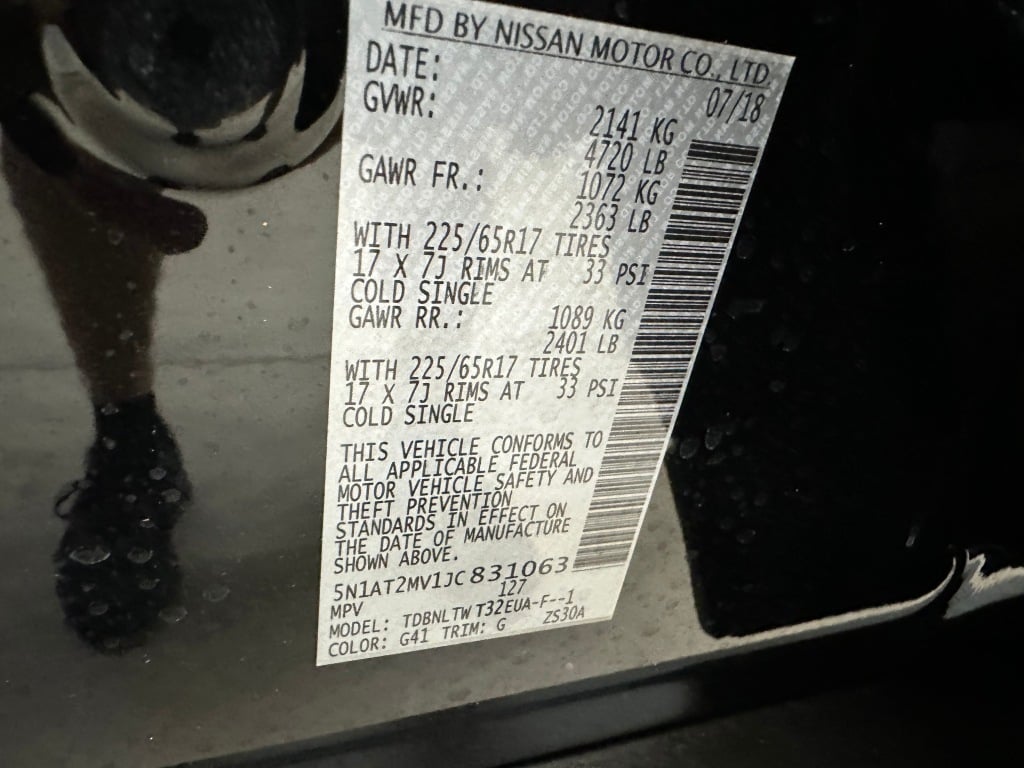 MFD BY NISSAN MOTOR CO., LTD.
DATE: 07/18
GVWR: 2141 KG
4720 LB
GAWR FR.: 1072 KG
2363 LB
WITH 225/65R17 TIRES
17 X 7J RIMS AT 33 PSI
COLD SINGLE
GAWR RR.: 1089 KG
2401 LB
WITH 225/65R17 TIRES
17 X 7J RIMS AT 33 PSI
COLD SINGLE
THIS VEHICLE CONFORMS TO
ALL APPLICABLE FEDERAL
MOTOR VEHICLE SAFETY AND
THEFT PREVENTION
STANDARDS IN EFFECT ON
THE DATE OF MANUFACTURE
SHOWN ABOVE.
5N1AT2MV1JC831063
MPV 127
MODEL: TDBNLTWT32EUA-F--1
COLOR: G41 TRIM: G ZS30A